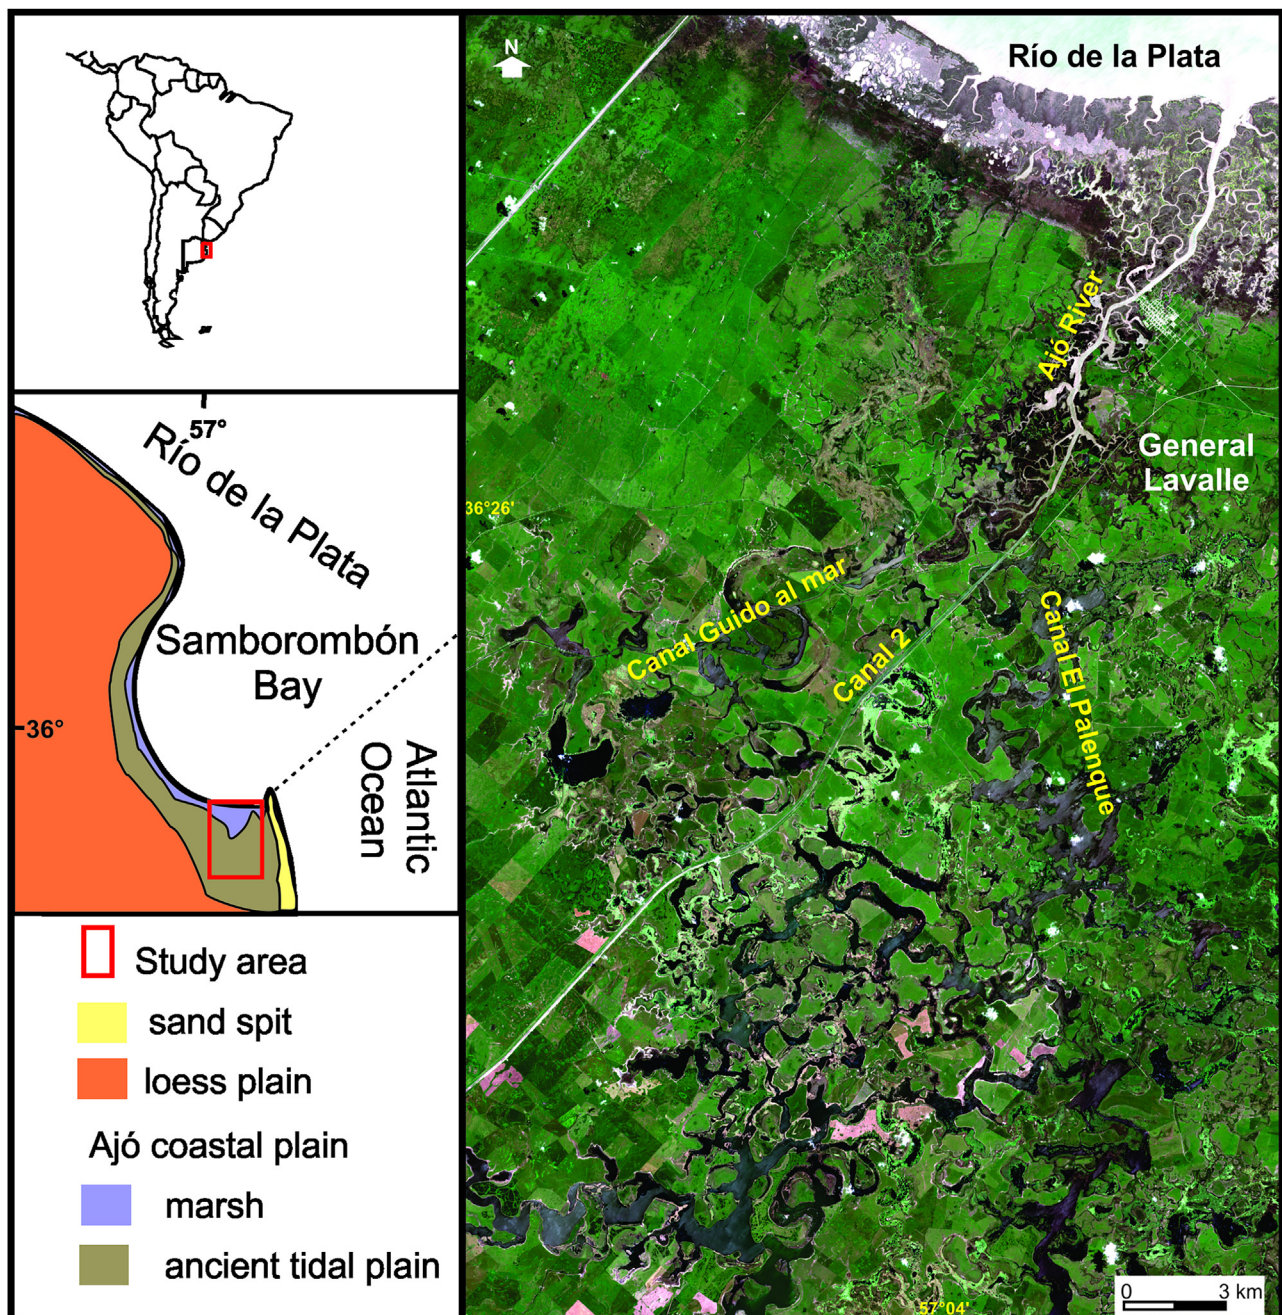 57°
Río de la Plata
Samborombón
Bay
36°
Atlantic
Ocean
Study area
sand spit
loess plain
Ajó coastal plain
marsh
ancient tidal plain
N
Río de la Plata
Ajó River
General
Lavalle
36°26'
Canal Guido al mar
Canal 2
Canal El Palenque
57°04'
0 3 km